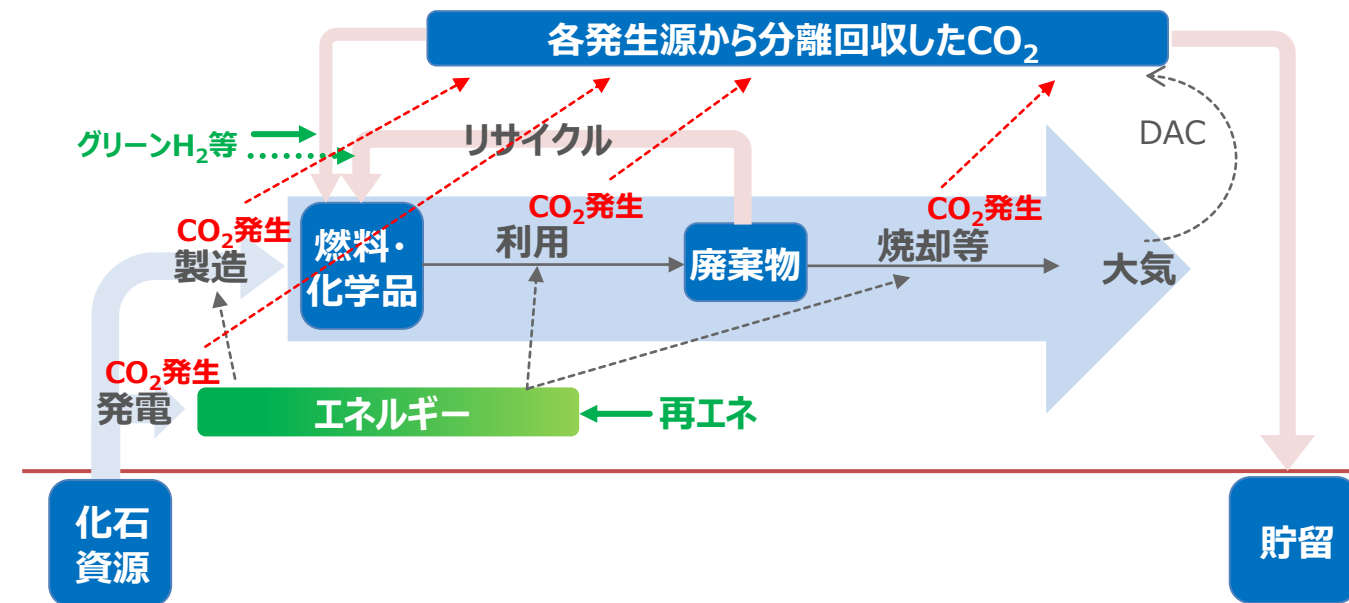 各発生源から分離回収したCO₂
グリーンH₂等
リサイクル
DAC
CO₂発生
製造
燃料・
化学品
CO₂発生
利用
廃棄物
CO₂発生
焼却等
大気
CO₂発生
発電
エネルギー
再エネ
化石
資源
貯留